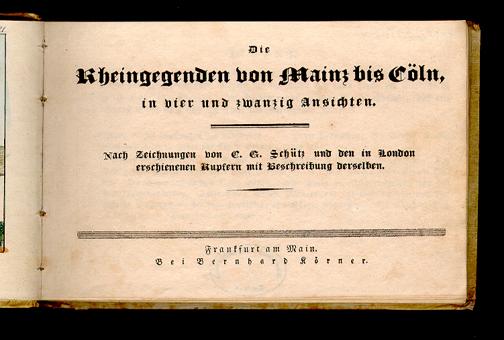 Die
Rheingegenden von Mainz bis Cöln,
in vier und zwanzig Ansichten.
Nach Zeichnungen von C. G. Schütz und den in London
erschienenen Kupfern mit Beschreibung derselben.
Frankfurt am Main.
Bei Bernhard Körner.